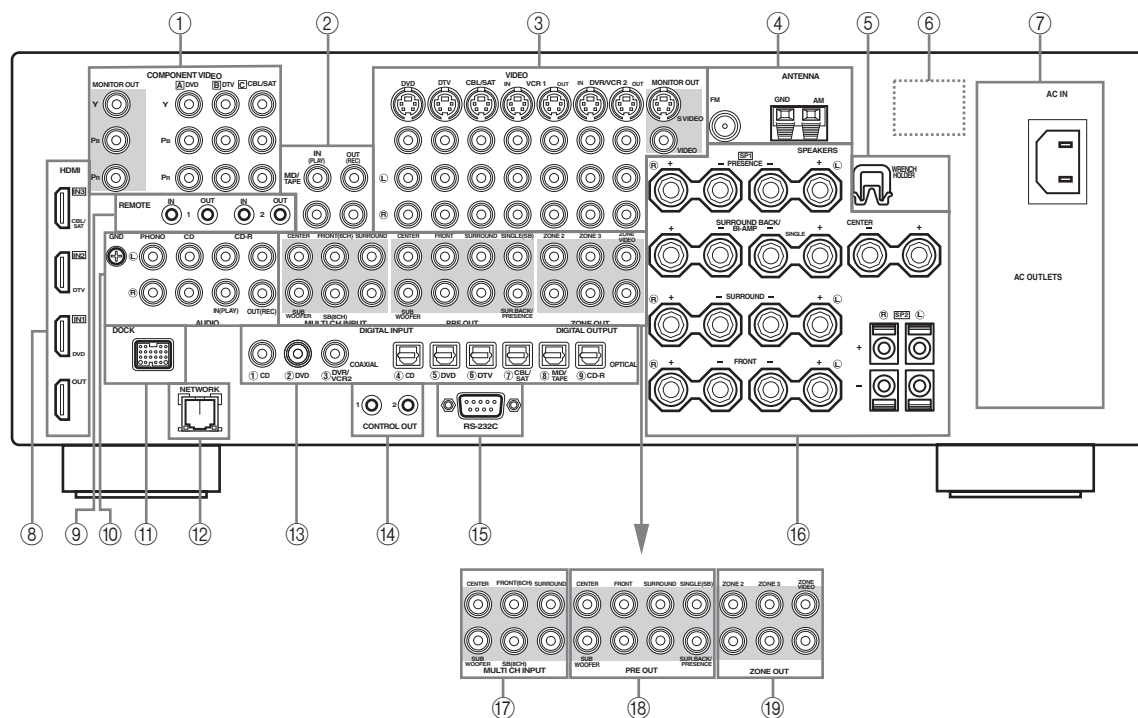 ① ② ③ ④ ⑤ ⑥ ⑦
COMPONENT VIDEO
MONITOR OUT A DVD B DTV C CBL/SAT
Y Y
PB PB
PR PR
IN (PLAY) OUT (REC)
MD/TAPE
VIDEO
DVD DTV CBL/SAT IN VCR 1 OUT IN DVR/VCR 2 OUT MONITOR OUT
S VIDEO
VIDEO
L
R
ANTENNA
FM GND AM
AC IN
AC OUTLETS
WRENCH HOLDER
HDMI
IN3
CBL/SAT
IN2
DTV
IN1
DVD
OUT
REMOTE IN 1 OUT IN 2 OUT
GND PHONO CD CD-R
L
R
IN(PLAY) OUT(REC)
AUDIO
CENTER FRONT(6CH) SURROUND
SUB WOOFER SB(8CH)
MULTI CH INPUT
CENTER FRONT SURROUND SINGLE(SB)
SUB WOOFER SUR.BACK/PRESENCE
PRE OUT
ZONE 2 ZONE 3 ZONE VIDEO
ZONE OUT
SPEAKERS
SP1
R + – PRESENCE – + L
SURROUND BACK/BI-AMP
+ – – SINGLE +
CENTER
– +
R + – SURROUND – + L
R + – FRONT – + L
R SP2 L
+
–
DOCK
NETWORK
DIGITAL INPUT DIGITAL OUTPUT
COAXIAL OPTICAL
① CD ② DVD ③ DVR/VCR2 ④ CD ⑤ DVD ⑥ DTV ⑦ CBL/SAT ⑧ MD/TAPE ⑨ CD-R
1 2
CONTROL OUT
RS-232C
⑧ ⑨ ⑩ ⑪ ⑫ ⑬ ⑭ ⑮ ⑯
CENTER FRONT(6CH) SURROUND
SUB WOOFER SB(8CH)
MULTI CH INPUT
CENTER FRONT SURROUND SINGLE(SB)
SUB WOOFER SUR.BACK/PRESENCE
PRE OUT
ZONE 2 ZONE 3 ZONE VIDEO
ZONE OUT
⑰ ⑱ ⑲